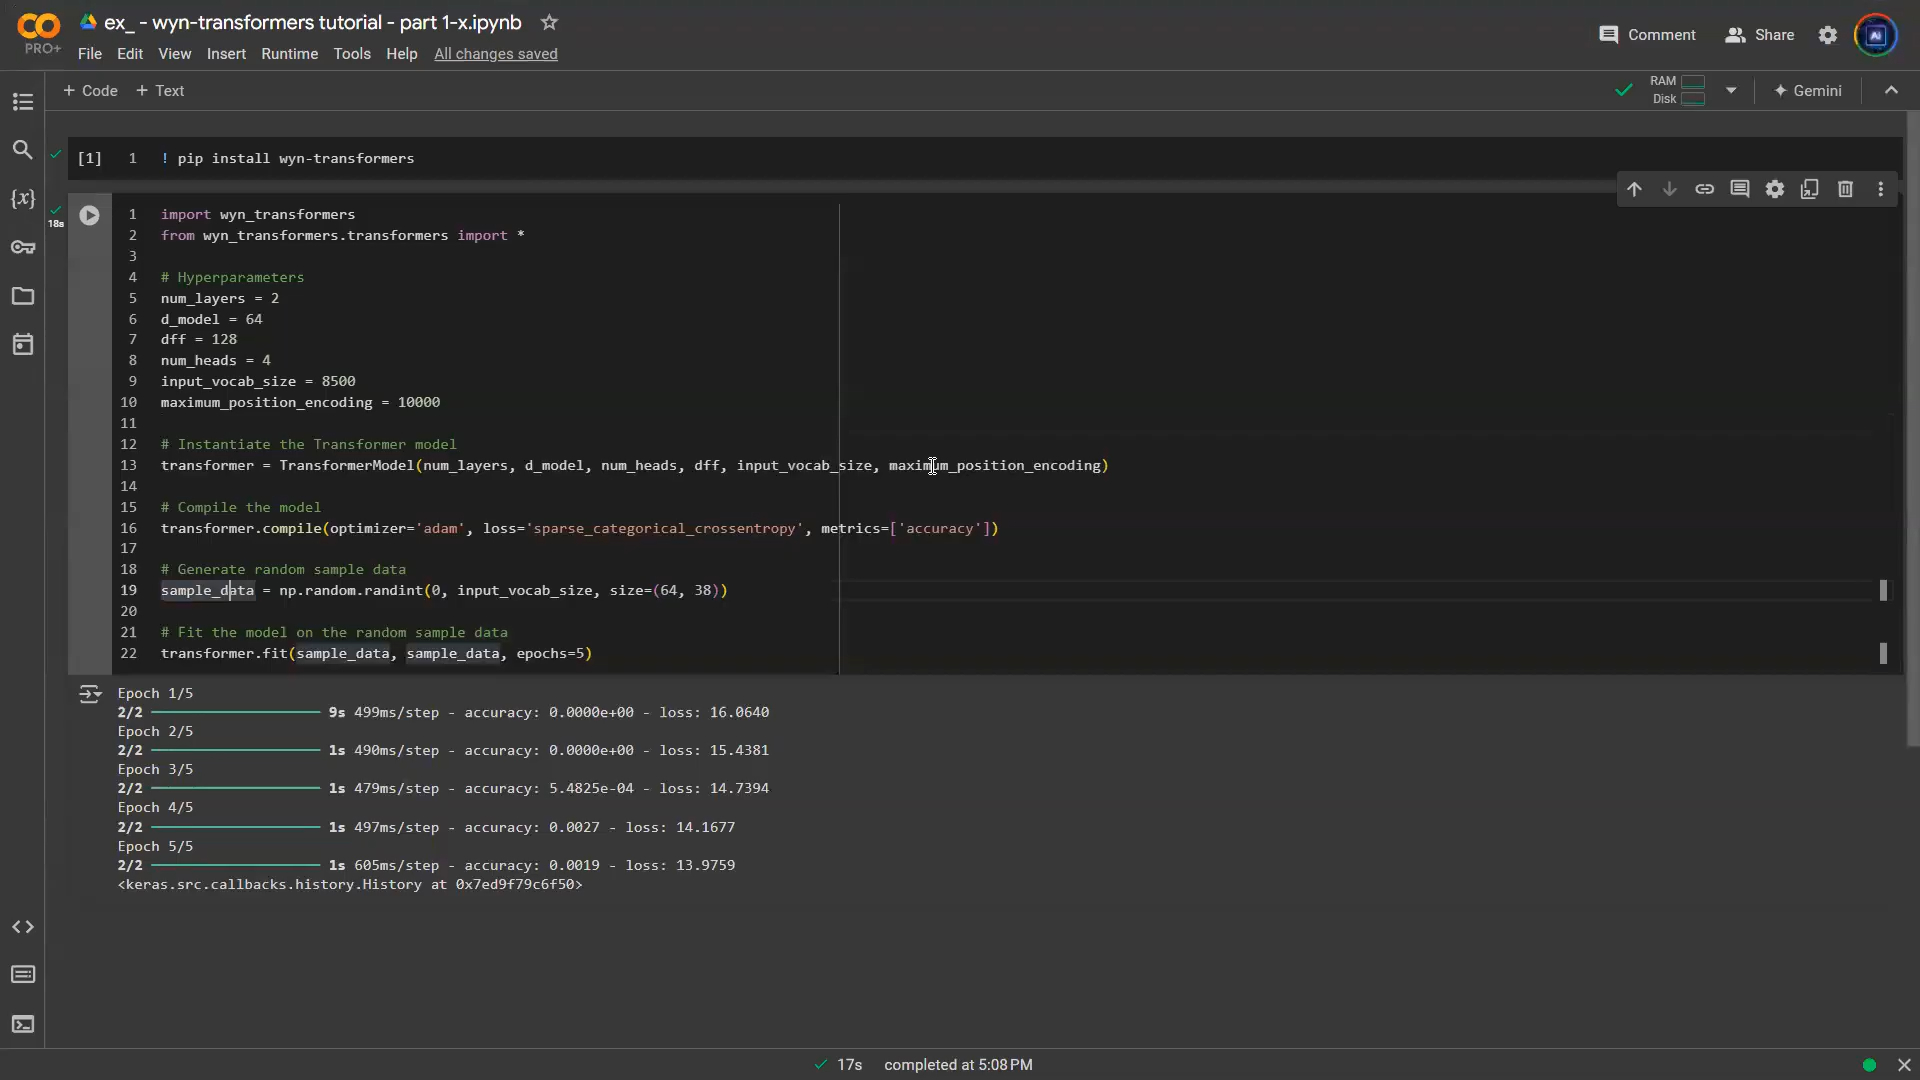 ex_ - wyn-transformers tutorial - part 1-x.ipynb
PRO+
File Edit View Insert Runtime Tools Help All changes saved
Comment Share
+ Code + Text
RAM
Disk
Gemini
[1] 1 ! pip install wyn-transformers
18s
1 import wyn_transformers
2 from wyn_transformers.transformers import *
3
4 # Hyperparameters
5 num_layers = 2
6 d_model = 64
7 dff = 128
8 num_heads = 4
9 input_vocab_size = 8500
10 maximum_position_encoding = 10000
11
12 # Instantiate the Transformer model
13 transformer = TransformerModel(num_layers, d_model, num_heads, dff, input_vocab_size, maximum_position_encoding)
14
15 # Compile the model
16 transformer.compile(optimizer='adam', loss='sparse_categorical_crossentropy', metrics=['accuracy'])
17
18 # Generate random sample data
19 sample_data = np.random.randint(0, input_vocab_size, size=(64, 38))
20
21 # Fit the model on the random sample data
22 transformer.fit(sample_data, sample_data, epochs=5)
Epoch 1/5
2/2 ━━━━━━━━━━━━━━━━━━━━ 9s 499ms/step - accuracy: 0.0000e+00 - loss: 16.0640
Epoch 2/5
2/2 ━━━━━━━━━━━━━━━━━━━━ 1s 490ms/step - accuracy: 0.0000e+00 - loss: 15.4381
Epoch 3/5
2/2 ━━━━━━━━━━━━━━━━━━━━ 1s 479ms/step - accuracy: 5.4825e-04 - loss: 14.7394
Epoch 4/5
2/2 ━━━━━━━━━━━━━━━━━━━━ 1s 497ms/step - accuracy: 0.0027 - loss: 14.1677
Epoch 5/5
2/2 ━━━━━━━━━━━━━━━━━━━━ 1s 605ms/step - accuracy: 0.0019 - loss: 13.9759
<keras.src.callbacks.history.History at 0x7ed9f79c6f50>
17s completed at 5:08 PM